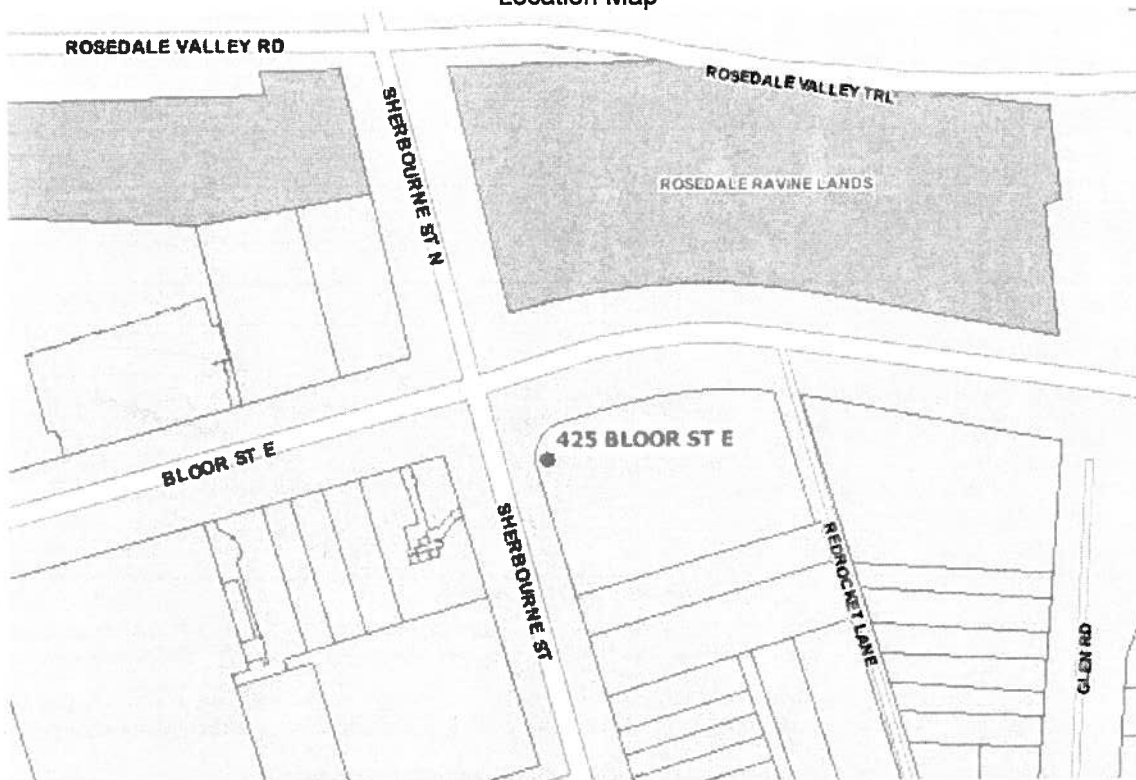 Location Map
ROSEDALE VALLEY RD
ROSEDALE VALLEY TRL
SHERBOURNE ST N
ROSEDALE RAVINE LANDS
425 BLOOR ST E
BLOOR ST E
SHERBOURNE ST
REDROCKET LANE
GLEN RD